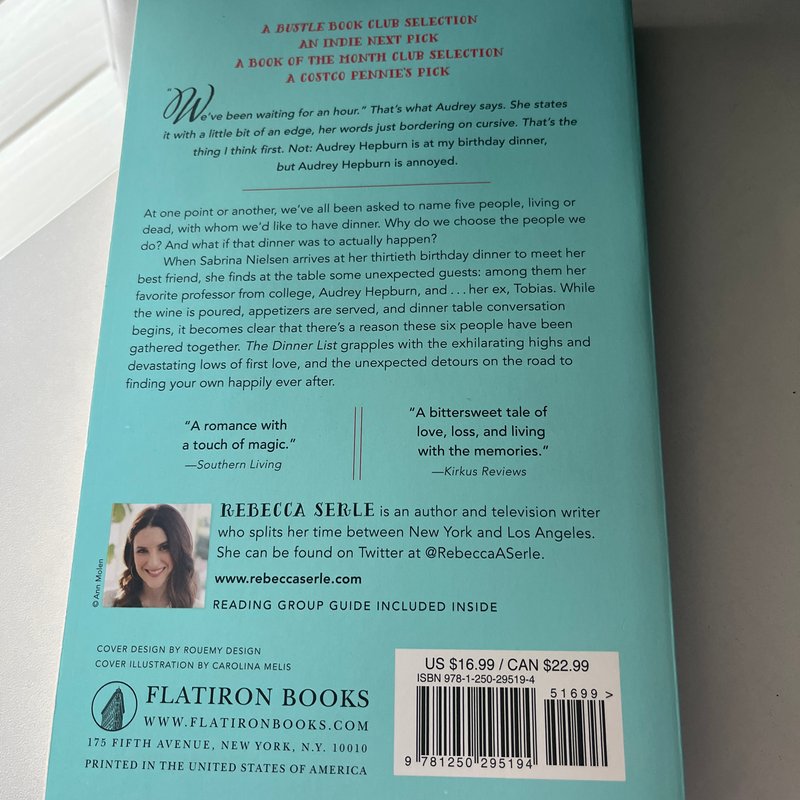 A BUSTLE BOOK CLUB SELECTION
AN INDIE NEXT PICK
A BOOK OF THE MONTH CLUB SELECTION
A COSTCO PENNIE'S PICK
"We've been waiting for an hour." That's what Audrey says. She states
it with a little bit of an edge, her words just bordering on cursive. That's the
thing I think first. Not: Audrey Hepburn is at my birthday dinner,
but Audrey Hepburn is annoyed.
At one point or another, we've all been asked to name five people, living or
dead, with whom we'd like to have dinner. Why do we choose the people we
do? And what if that dinner was to actually happen?
When Sabrina Nielsen arrives at her thirtieth birthday dinner to meet her
best friend, she finds at the table some unexpected guests: among them her
favorite professor from college, Audrey Hepburn, and . . . her ex, Tobias. While
the wine is poured, appetizers are served, and dinner table conversation
begins, it becomes clear that there's a reason these six people have been
gathered together. The Dinner List grapples with the exhilarating highs and
devastating lows of first love, and the unexpected detours on the road to
finding your own happily ever after.
"A romance with
a touch of magic."
—Southern Living
"A bittersweet tale of
love, loss, and living
with the memories."
—Kirkus Reviews
REBECCA SERLE is an author and television writer
who splits her time between New York and Los Angeles.
She can be found on Twitter at @RebeccaASerle.
www.rebeccaserle.com
READING GROUP GUIDE INCLUDED INSIDE
© Ann Molen
COVER DESIGN BY ROUEMY DESIGN
COVER ILLUSTRATION BY CAROLINA MELIS
FLATIRON BOOKS
WWW.FLATIRONBOOKS.COM
175 FIFTH AVENUE, NEW YORK, N.Y. 10010
PRINTED IN THE UNITED STATES OF AMERICA
US $16.99 / CAN $22.99
ISBN 978-1-250-29519-4
51699 >
9 781250 295194